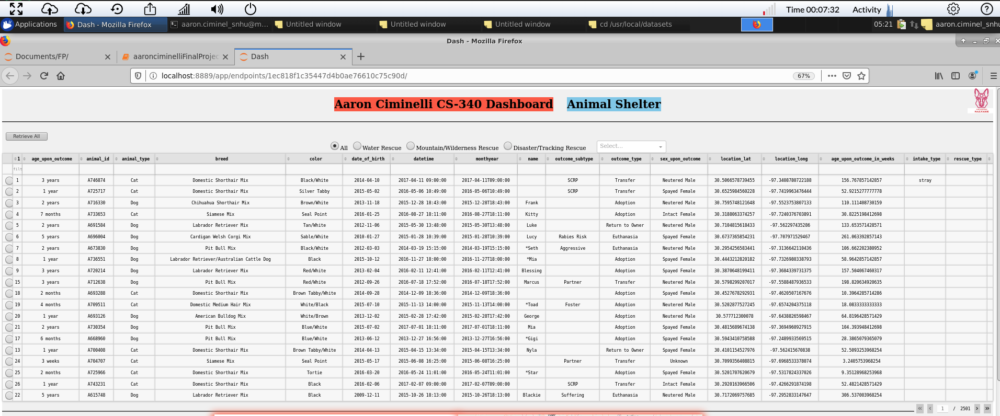 Time 00:07:32 Activity
Applications Dash - Mozilla Firefox aaron.ciminel_snhu@m... Untitled window Untitled window Untitled window cd /usr/local/datasets 05:21 aaron.ciminel_snhu
Dash - Mozilla Firefox
Documents/FP/ aaronciminelliFinalProjec Dash
localhost:8889/app/endpoints/1ec818f1c35447d4b0ae76610c75c90d/ 67%
Aaron Ciminelli CS-340 Dashboard Animal Shelter
SALVARE
Retrieve All
All Water Rescue Mountain/Wilderness Rescue Disaster/Tracking Rescue Select...
1 age_upon_outcome animal_id animal_type breed color date_of_birth datetime monthyear name outcome_subtype outcome_type sex_upon_outcome location_lat location_long age_upon_outcome_in_weeks intake_type rescue_type
filt
1 3 years A746874 Cat Domestic Shorthair Mix Black/White 2014-04-10 2017-04-11 09:00:00 2017-04-11T09:00:00 SCRP Transfer Neutered Male 30.5066578739455 -97.3408780722188 156.767857142857 stray
2 1 year A725717 Cat Domestic Shorthair Mix Silver Tabby 2015-05-02 2016-05-06 10:49:00 2016-05-06T10:49:00 SCRP Transfer Spayed Female 30.6525984560228 -97.7419963476444 52.9215277777778
3 2 years A716330 Dog Chihuahua Shorthair Mix Brown/White 2013-11-18 2015-12-28 18:43:00 2015-12-28T18:43:00 Frank Adoption Neutered Male 30.7595748121648 -97.5523753807133 110.111408730159
4 7 months A733653 Cat Siamese Mix Seal Point 2016-01-25 2016-08-27 18:11:00 2016-08-27T18:11:00 Kitty Adoption Intact Female 30.3188063374257 -97.7240376703891 30.8225198412698
5 2 years A691584 Dog Labrador Retriever Mix Tan/White 2012-11-06 2015-05-30 13:48:00 2015-05-30T13:48:00 Luke Return to Owner Neutered Male 30.7104815618433 -97.562297435286 133.653571428571
6 5 years A696004 Dog Cardigan Welsh Corgi Mix Sable/White 2010-01-27 2015-01-28 10:39:00 2015-01-28T10:39:00 Lucy Rabies Risk Euthanasia Spayed Female 30.6737365854231 -97.707971529467 261.063392857143
7 2 years A673830 Dog Pit Bull Mix Black/White 2012-03-03 2014-03-19 15:15:00 2014-03-19T15:15:00 *Seth Aggressive Euthanasia Neutered Male 30.2954256583441 -97.3136642110436 106.662202380952
8 1 year A736551 Dog Labrador Retriever/Australian Cattle Dog Black 2015-10-12 2016-11-27 18:00:00 2016-11-27T18:00:00 *Mia Adoption Spayed Female 30.4443212820182 -97.7326980338793 58.9642857142857
9 3 years A720214 Dog Labrador Retriever Mix Red/White 2013-02-04 2016-02-11 12:41:00 2016-02-11T12:41:00 Blessing Adoption Spayed Female 30.3870648199411 -97.3684339731375 157.504067460317
15 3 years A712638 Dog Pit Bull Mix Red/White 2012-09-26 2016-07-18 17:52:00 2016-07-18T17:52:00 Marcus Partner Transfer Neutered Male 30.5798299207017 -97.5588487936533 198.820634920635
18 2 months A693288 Cat Domestic Shorthair Mix Brown Tabby/White 2014-09-28 2014-12-09 18:36:00 2014-12-09T18:36:00 Adoption Spayed Female 30.4527678292931 -97.4620507167676 10.3964285714286
19 4 months A709511 Cat Domestic Medium Hair Mix White/Black 2015-07-10 2015-11-13 14:00:00 2015-11-13T14:00:00 *Toad Foster Adoption Neutered Male 30.5202877527245 -97.6574204375118 18.0833333333333
20 1 year A693126 Dog American Bulldog Mix White/Brown 2013-12-02 2015-02-28 17:42:00 2015-02-28T17:42:00 George Adoption Neutered Male 30.577712300078 -97.6438826598467 64.8196428571429
21 2 years A730354 Dog Pit Bull Mix Blue/White 2015-07-02 2017-07-01 18:11:00 2017-07-01T18:11:00 Mia Adoption Spayed Female 30.4815689674138 -97.3694960927915 104.393948412698
17 6 months A668960 Dog Pit Bull Mix Blue/White 2013-06-12 2013-12-27 16:56:00 2013-12-27T16:56:00 *Gigi Adoption Spayed Female 30.5943410758588 -97.2489933569515 28.3865079365079
13 1 year A700408 Cat Domestic Shorthair Mix Brown Tabby/White 2014-04-13 2015-04-15 13:34:00 2015-04-15T13:34:00 Nyla Return to Owner Spayed Female 30.4101154527976 -97.562415670838 52.5093253968254
24 3 weeks A704707 Cat Siamese Mix Seal Point 2015-05-17 2015-06-08 16:25:00 2015-06-08T16:25:00 Partner Transfer Unknown 30.7099356408815 -97.6968533378074 3.2405753968254
25 2 months A725966 Cat Domestic Shorthair Mix Tortie 2016-03-20 2016-05-24 11:01:00 2016-05-24T11:01:00 *Star Adoption Spayed Female 30.5201707620679 -97.5317824337026 9.35128968253968
26 1 year A743231 Cat Domestic Shorthair Mix Black 2016-02-06 2017-02-07 09:00:00 2017-02-07T09:00:00 SCRP Transfer Intact Female 30.2920163966506 -97.4266291874198 52.4821428571429
22 5 years A615748 Dog Labrador Retriever Mix Black 2009-12-11 2015-10-26 18:13:00 2015-10-26T18:13:00 Blackie Suffering Euthanasia Neutered Male 30.7172069757685 -97.2952833147647 306.537003968254
1 / 2501